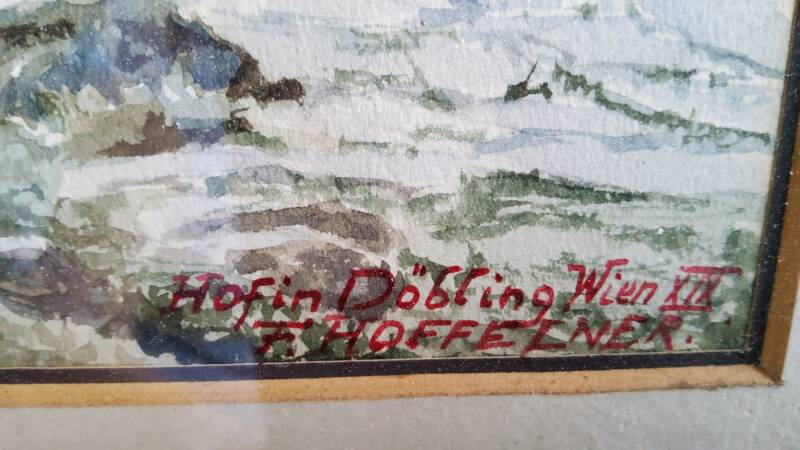 Hof in Döbling Wien XIX
F. HOFFELNER.